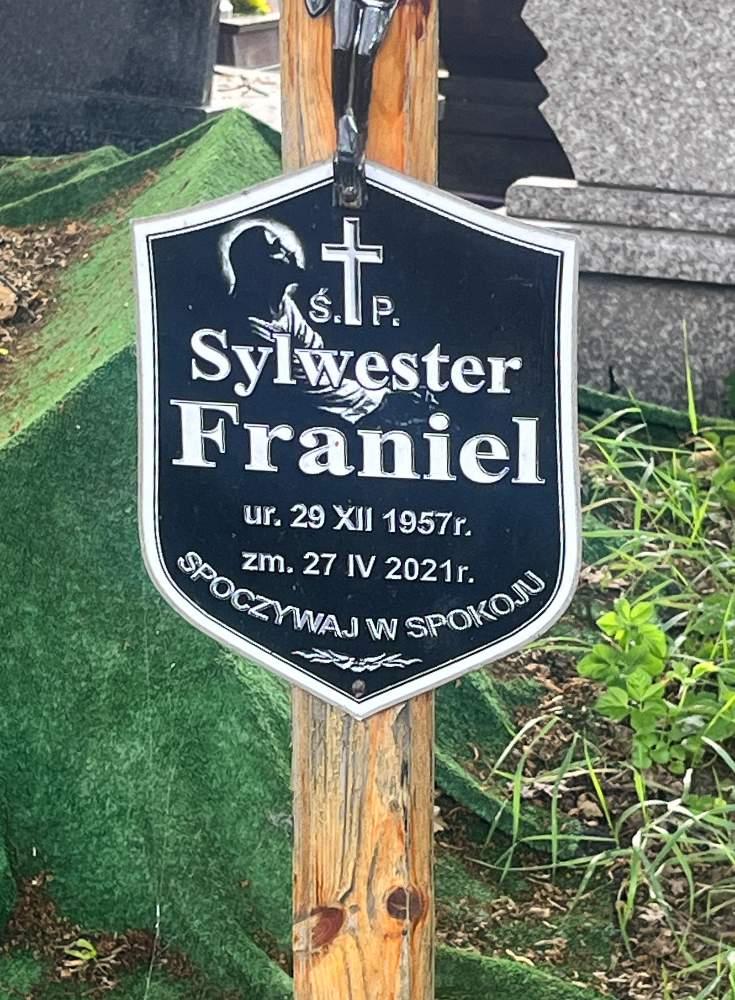 Ś. P.
Sylwester
Franiel
ur. 29 XII 1957r.
zm. 27 IV 2021r.
SPOCZYWAJ W SPOKOJU